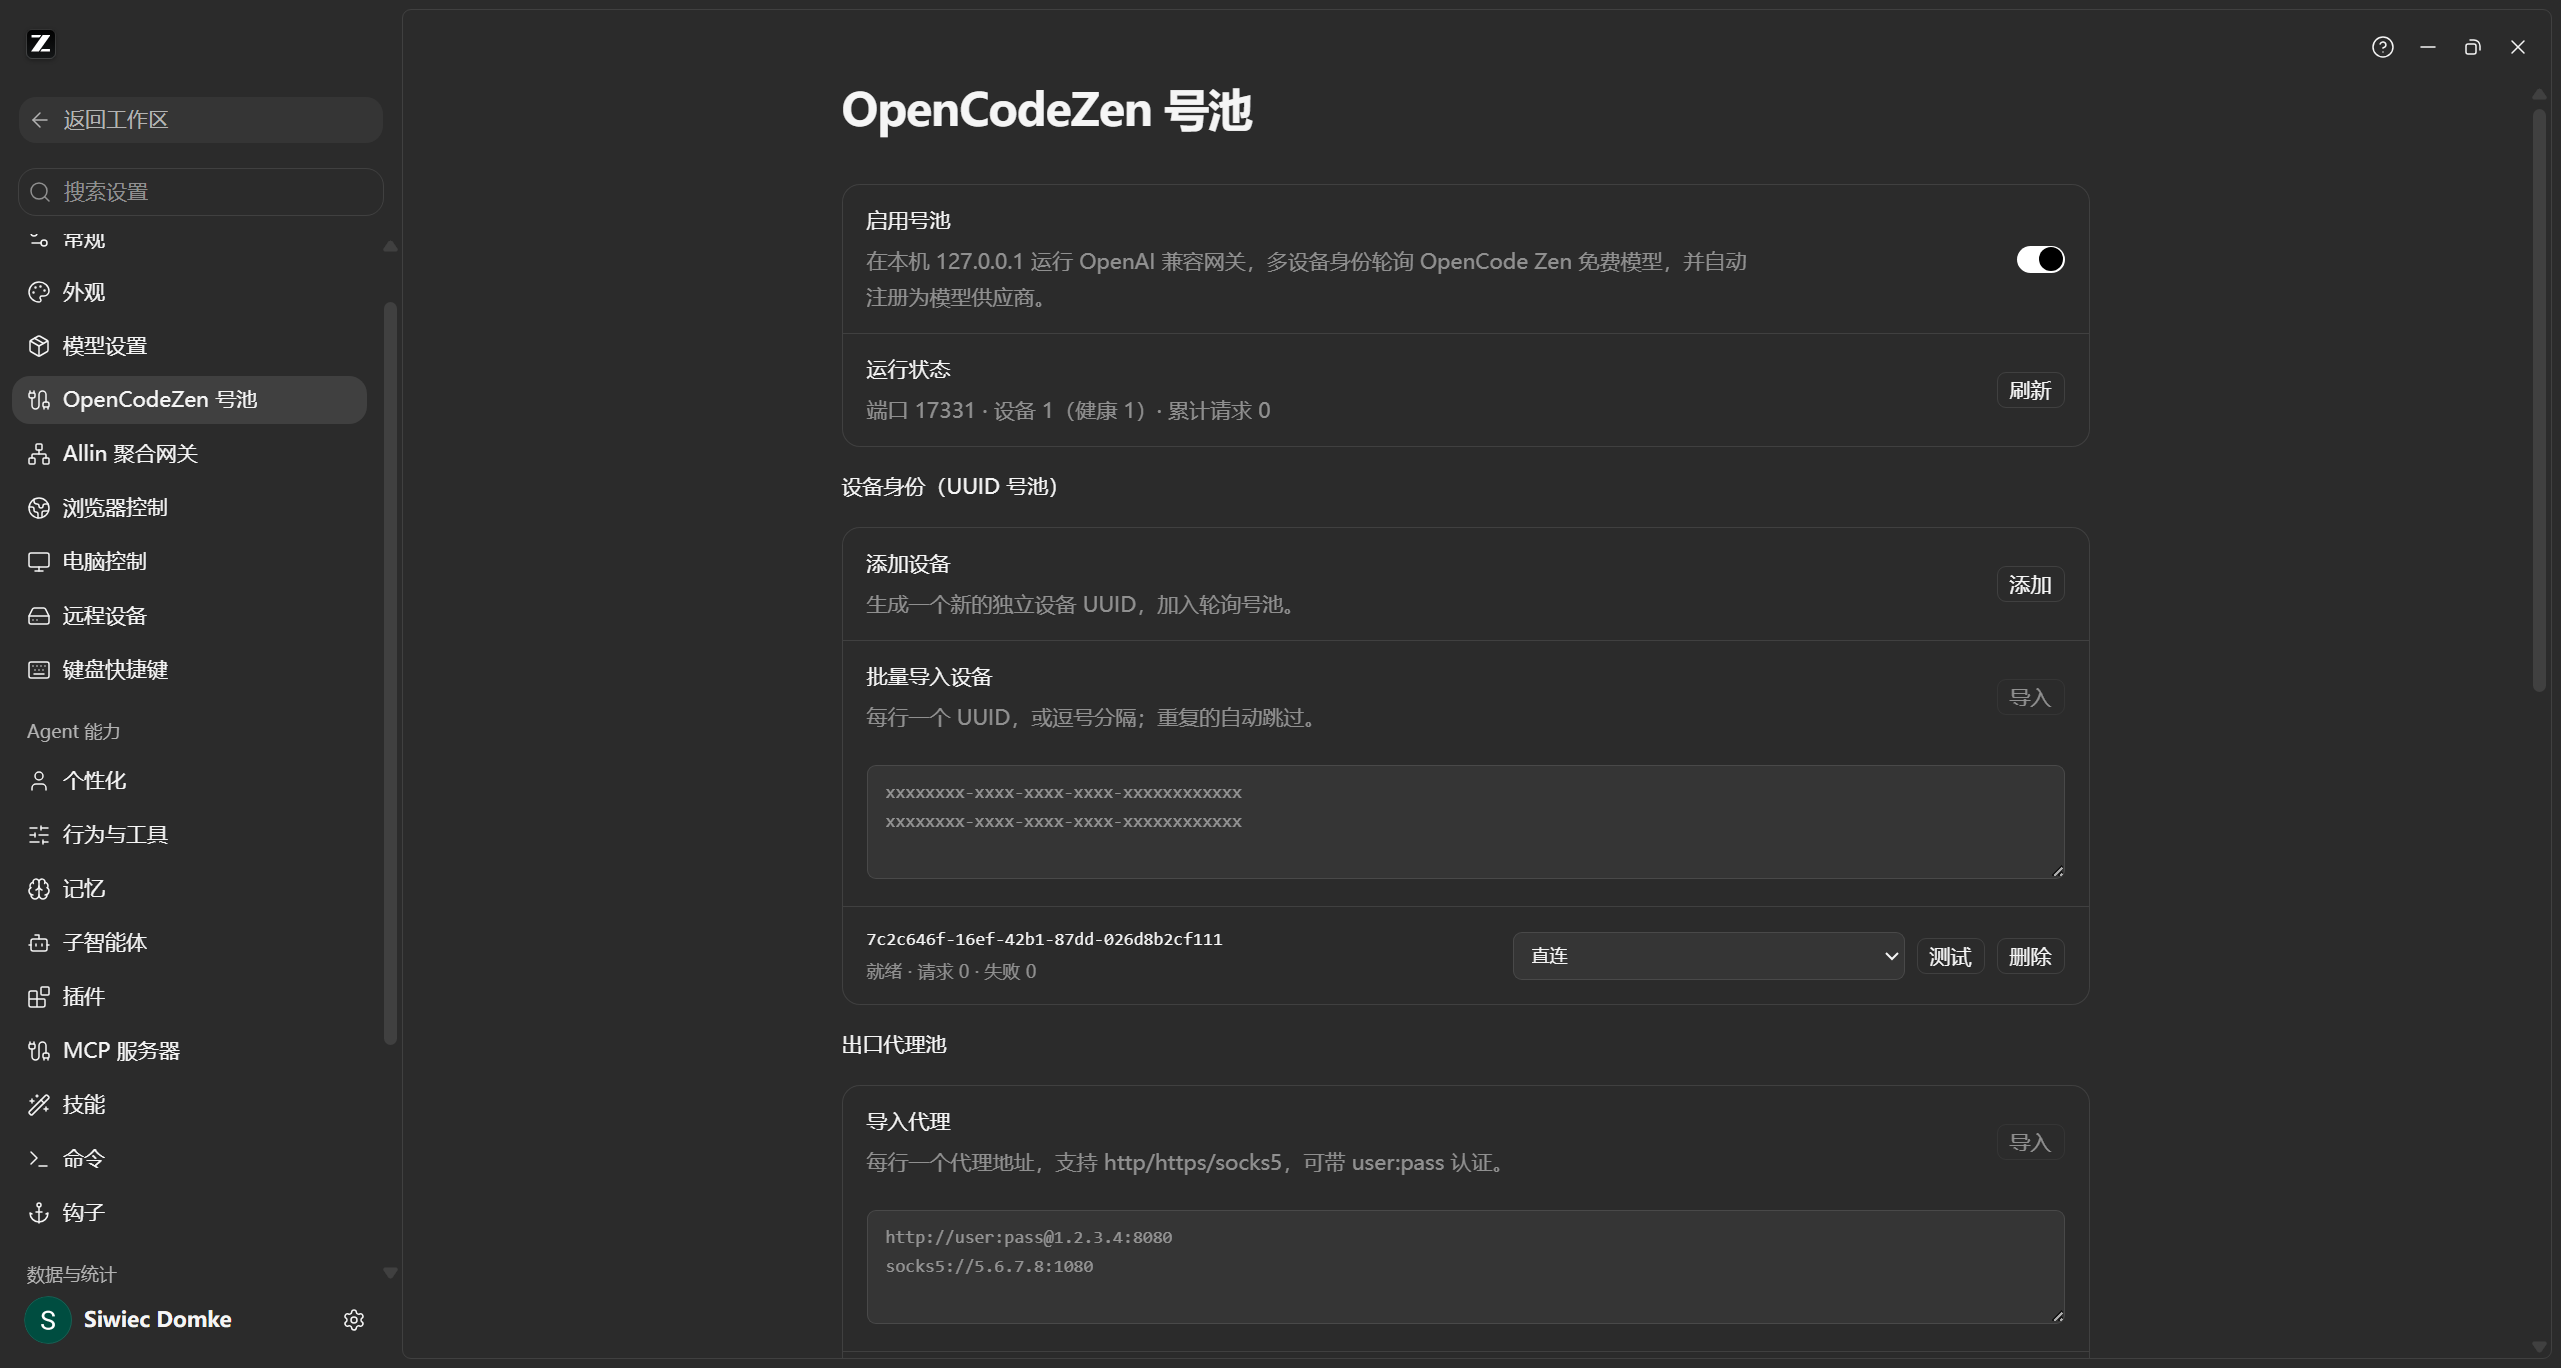 Z
返回工作区
搜索设置
常规
外观
模型设置
OpenCodeZen 号池
Allin 聚合网关
浏览器控制
电脑控制
远程设备
键盘快捷键
Agent 能力
个性化
行为与工具
记忆
子智能体
插件
MCP 服务器
技能
命令
钩子
数据与统计
S
Siwiec Domke
OpenCodeZen 号池
启用号池
在本机 127.0.0.1 运行 OpenAI 兼容网关，多设备身份轮询 OpenCode Zen 免费模型，并自动
注册为模型供应商。
运行状态
端口 17331 · 设备 1（健康 1）· 累计请求 0
刷新
设备身份（UUID 号池）
添加设备
生成一个新的独立设备 UUID，加入轮询号池。
添加
批量导入设备
每行一个 UUID，或逗号分隔；重复的自动跳过。
导入
xxxxxxxx-xxxx-xxxx-xxxx-xxxxxxxxxxxx
xxxxxxxx-xxxx-xxxx-xxxx-xxxxxxxxxxxx
7c2c646f-16ef-42b1-87dd-026d8b2cf111
就绪 · 请求 0 · 失败 0
直连
测试
删除
出口代理池
导入代理
每行一个代理地址，支持 http/https/socks5，可带 user:pass 认证。
导入
http://user:pass@1.2.3.4:8080
socks5://5.6.7.8:1080